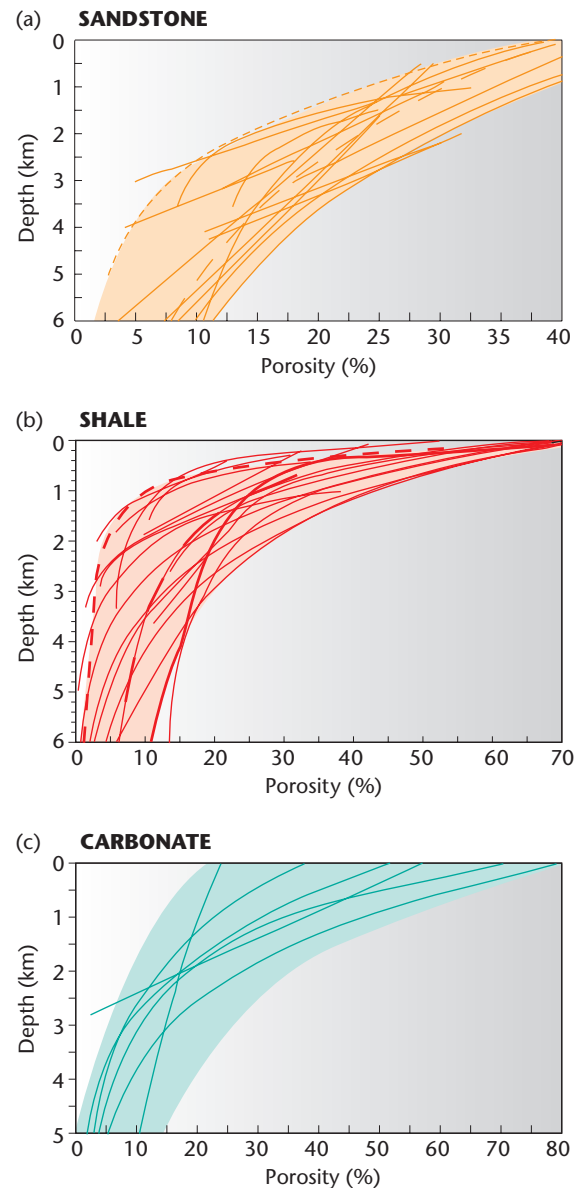 (a) SANDSTONE
0
1
2
3
4
5
6
Depth (km)
0 5 10 15 20 25 30 35 40
Porosity (%)
(b) SHALE
0
1
2
3
4
5
6
Depth (km)
0 10 20 30 40 50 60 70
Porosity (%)
(c) CARBONATE
0
1
2
3
4
5
Depth (km)
0 10 20 30 40 50 60 70 80
Porosity (%)